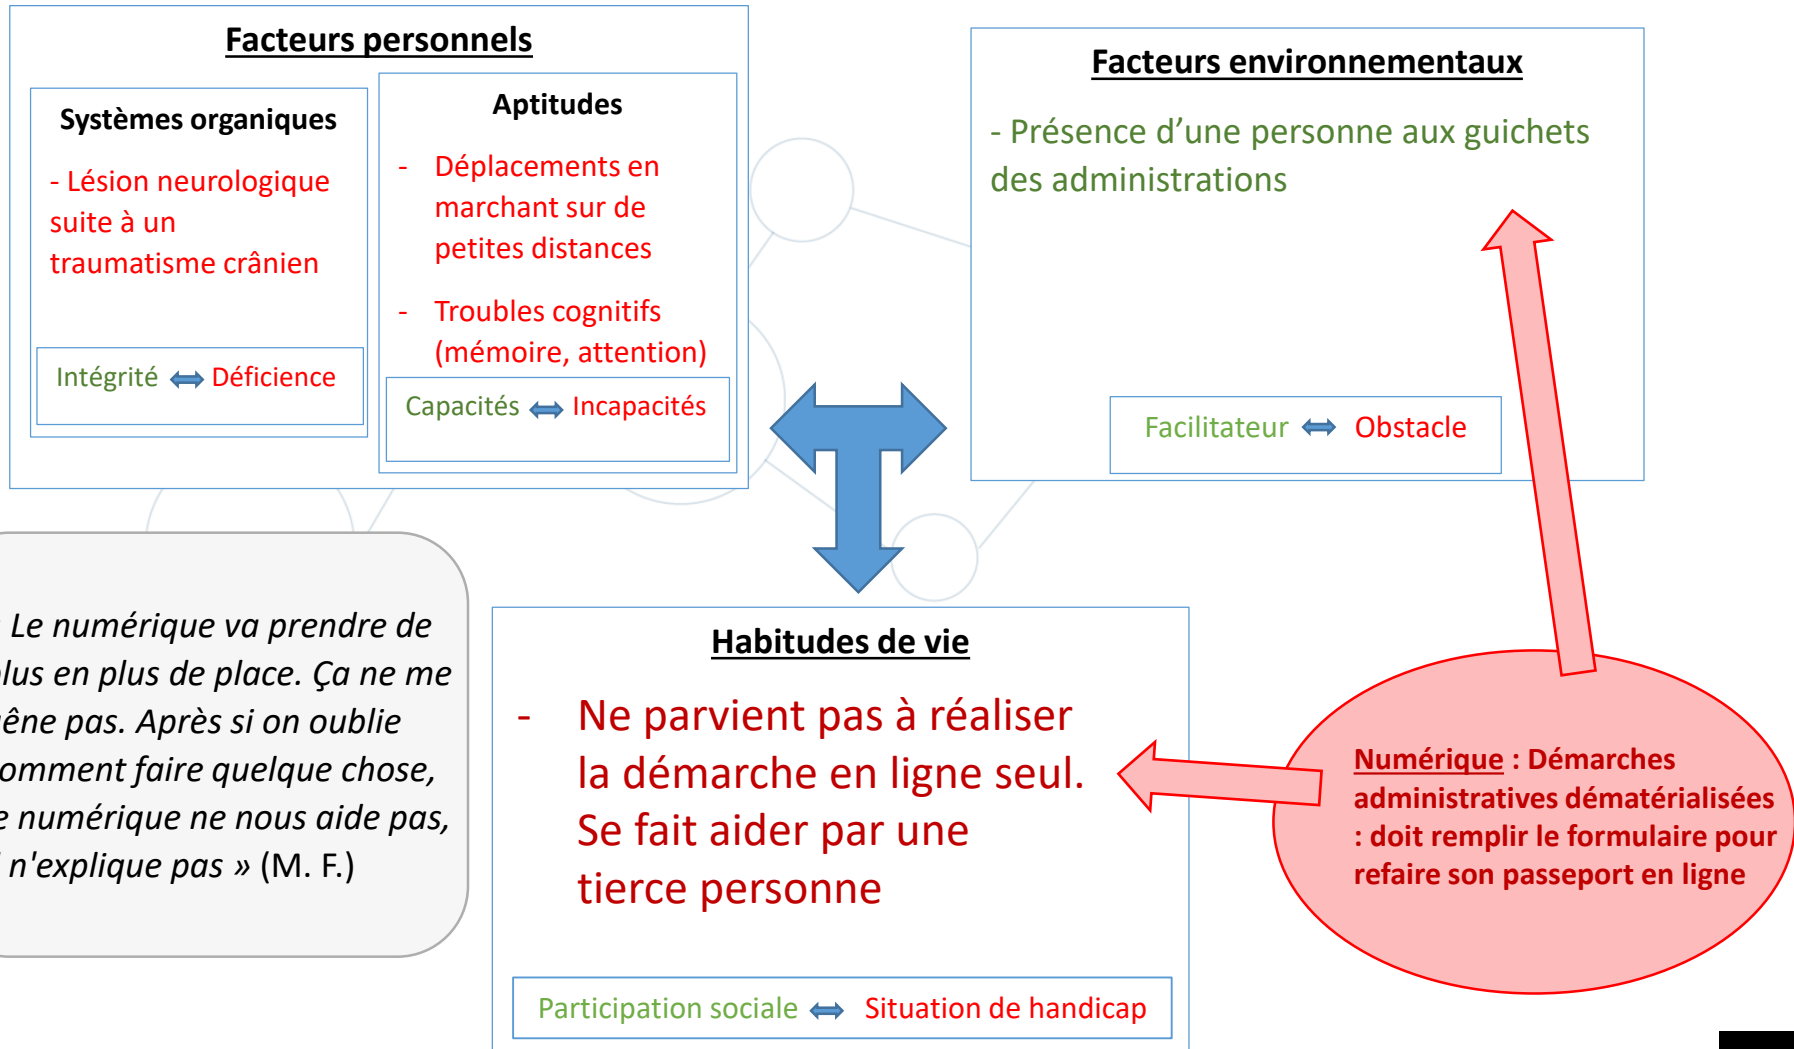 Facteurs personnels
Systèmes organiques
- Lésion neurologique
suite à un
traumatisme crânien
Intégrité Déficience
Aptitudes
- Déplacements en
marchant sur de
petites distances
- Troubles cognitifs
(mémoire, attention)
Capacités Incapacités
Facteurs environnementaux
- Présence d’une personne aux guichets
des administrations
Facilitateur Obstacle
Le numérique va prendre de
plus en plus de place. Ça ne me
gêne pas. Après si on oublie
comment faire quelque chose,
le numérique ne nous aide pas,
n'explique pas » (M. F.)
Habitudes de vie
- Ne parvient pas à réaliser
la démarche en ligne seul.
Se fait aider par une
tierce personne
Participation sociale Situation de handicap
Numérique : Démarches
administratives dématérialisées
: doit remplir le formulaire pour
refaire son passeport en ligne